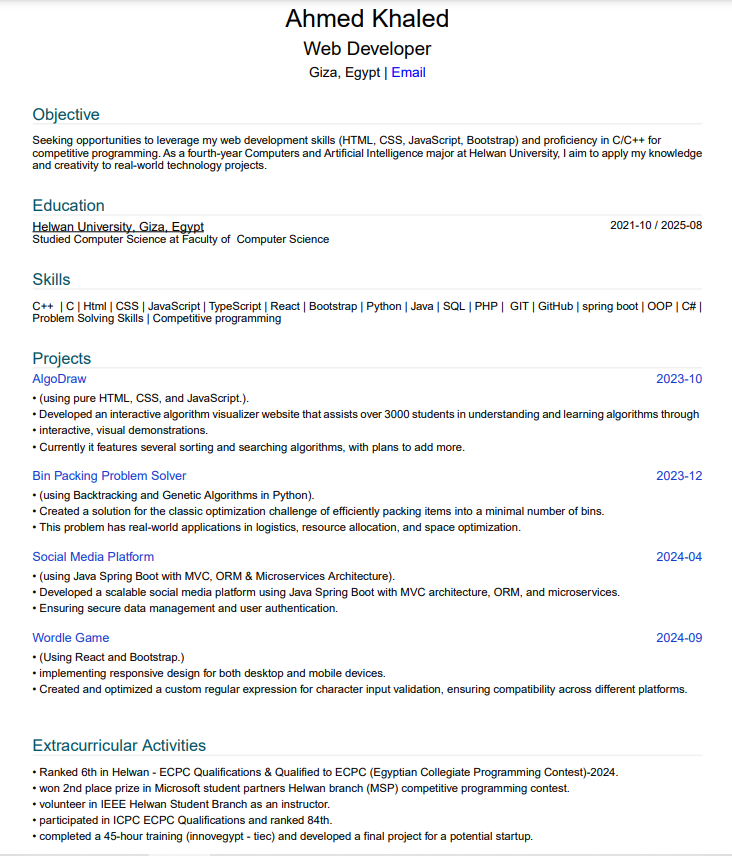 Ahmed Khaled
Web Developer
Giza, Egypt | Email
Objective
Seeking opportunities to leverage my web development skills (HTML, CSS, JavaScript, Bootstrap) and proficiency in C/C++ for
competitive programming. As a fourth-year Computers and Artificial Intelligence major at Helwan University, I aim to apply my knowledge
and creativity to real-world technology projects.
Education
Helwan University, Giza, Egypt 2021-10 / 2025-08
Studied Computer Science at Faculty of  Computer Science
Skills
C++  | C | Html | CSS | JavaScript | TypeScript | React | Bootstrap | Python | Java | SQL | PHP |  GIT | GitHub | spring boot | OOP | C# |
Problem Solving Skills | Competitive programming
Projects
AlgoDraw 2023-10
• (using pure HTML, CSS, and JavaScript.).
• Developed an interactive algorithm visualizer website that assists over 3000 students in understanding and learning algorithms through
• interactive, visual demonstrations.
• Currently it features several sorting and searching algorithms, with plans to add more.
Bin Packing Problem Solver 2023-12
• (using Backtracking and Genetic Algorithms in Python).
• Created a solution for the classic optimization challenge of efficiently packing items into a minimal number of bins.
• This problem has real-world applications in logistics, resource allocation, and space optimization.
Social Media Platform 2024-04
• (using Java Spring Boot with MVC, ORM & Microservices Architecture).
• Developed a scalable social media platform using Java Spring Boot with MVC architecture, ORM, and microservices.
• Ensuring secure data management and user authentication.
Wordle Game 2024-09
• (Using React and Bootstrap.)
• implementing responsive design for both desktop and mobile devices.
• Created and optimized a custom regular expression for character input validation, ensuring compatibility across different platforms.
Extracurricular Activities
• Ranked 6th in Helwan - ECPC Qualifications & Qualified to ECPC (Egyptian Collegiate Programming Contest)-2024.
• won 2nd place prize in Microsoft student partners Helwan branch (MSP) competitive programming contest.
• volunteer in IEEE Helwan Student Branch as an instructor.
• participated in ICPC ECPC Qualifications and ranked 84th.
• completed a 45-hour training (innovegypt - tiec) and developed a final project for a potential startup.